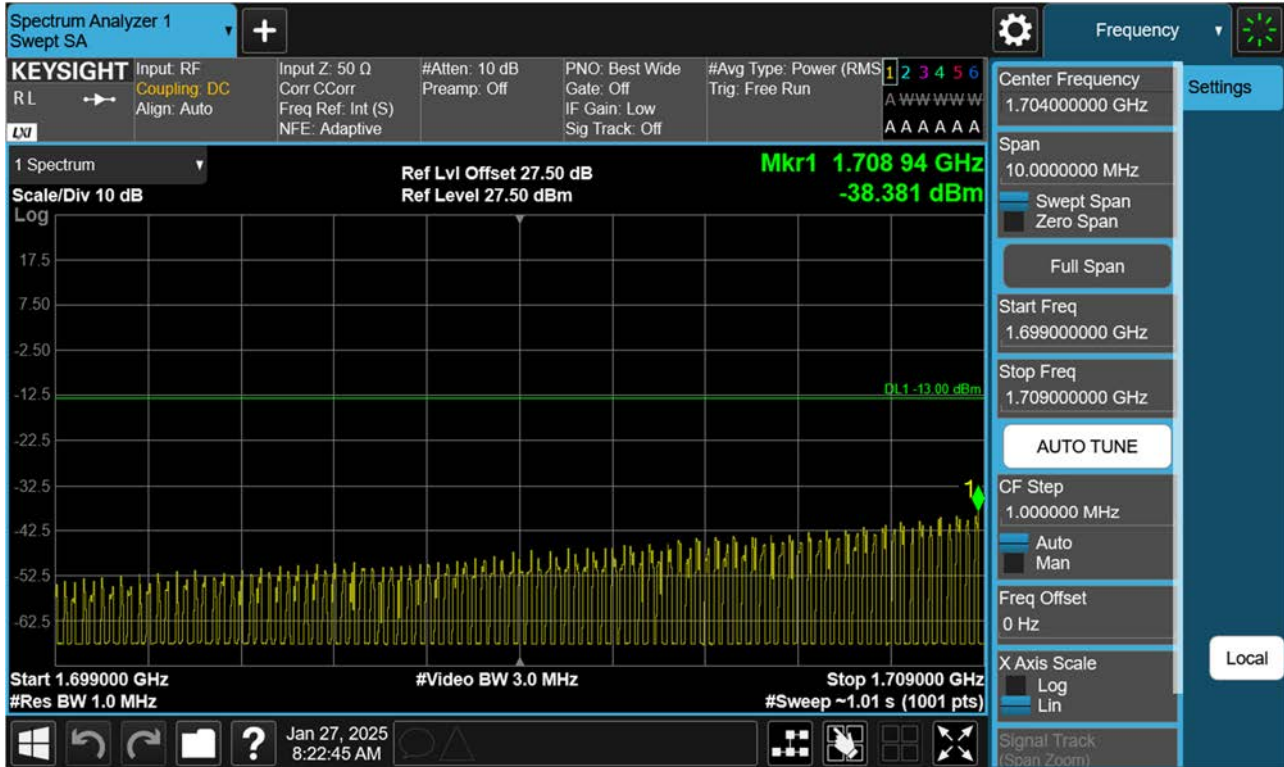 Spectrum Analyzer 1
Swept SA
+
Frequency
KEYSIGHT
RL
LXI
Input: RF
Coupling: DC
Align: Auto
Input Z: 50 Ω
Corr CCorr
Freq Ref: Int (S)
NFE: Adaptive
#Atten: 10 dB
Preamp: Off
PNO: Best Wide
Gate: Off
IF Gain: Low
Sig Track: Off
#Avg Type: Power (RMS
Trig: Free Run
1 2 3 4 5 6
A W W W W W
A A A A A A
1 Spectrum
Scale/Div 10 dB
Log
Ref Lvl Offset 27.50 dB
Ref Level 27.50 dBm
Mkr1 1.708 94 GHz
-38.381 dBm
17.5
7.50
-2.50
-12.5
-22.5
-32.5
-42.5
-52.5
-62.5
DL1 -13.00 dBm
1
Start 1.699000 GHz
#Res BW 1.0 MHz
#Video BW 3.0 MHz
Stop 1.709000 GHz
#Sweep ~1.01 s (1001 pts)
?
Jan 27, 2025
8:22:45 AM
Center Frequency
1.704000000 GHz
Span
10.0000000 MHz
Swept Span
Zero Span
Full Span
Start Freq
1.699000000 GHz
Stop Freq
1.709000000 GHz
AUTO TUNE
CF Step
1.000000 MHz
Auto
Man
Freq Offset
0 Hz
X Axis Scale
Log
Lin
Signal Track
(Span Zoom)
Settings
Local